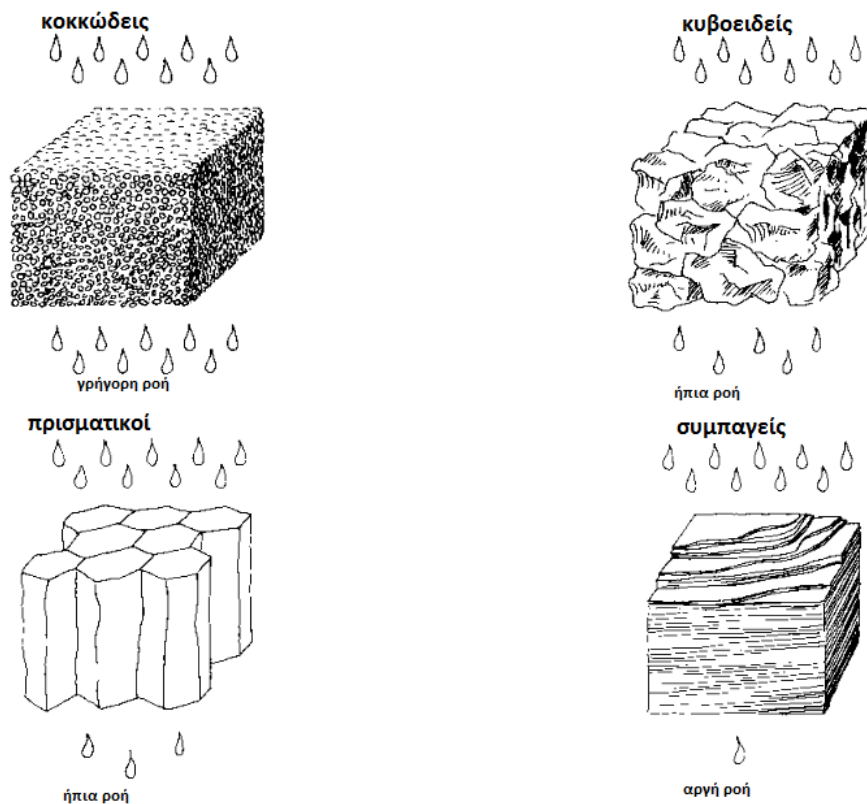 κοκκώδεις
κυβοειδείς
γρήγορη ροή
ήπια ροή
πρισματικοί
συμπαγείς
ήπια ροή
αργή ροή